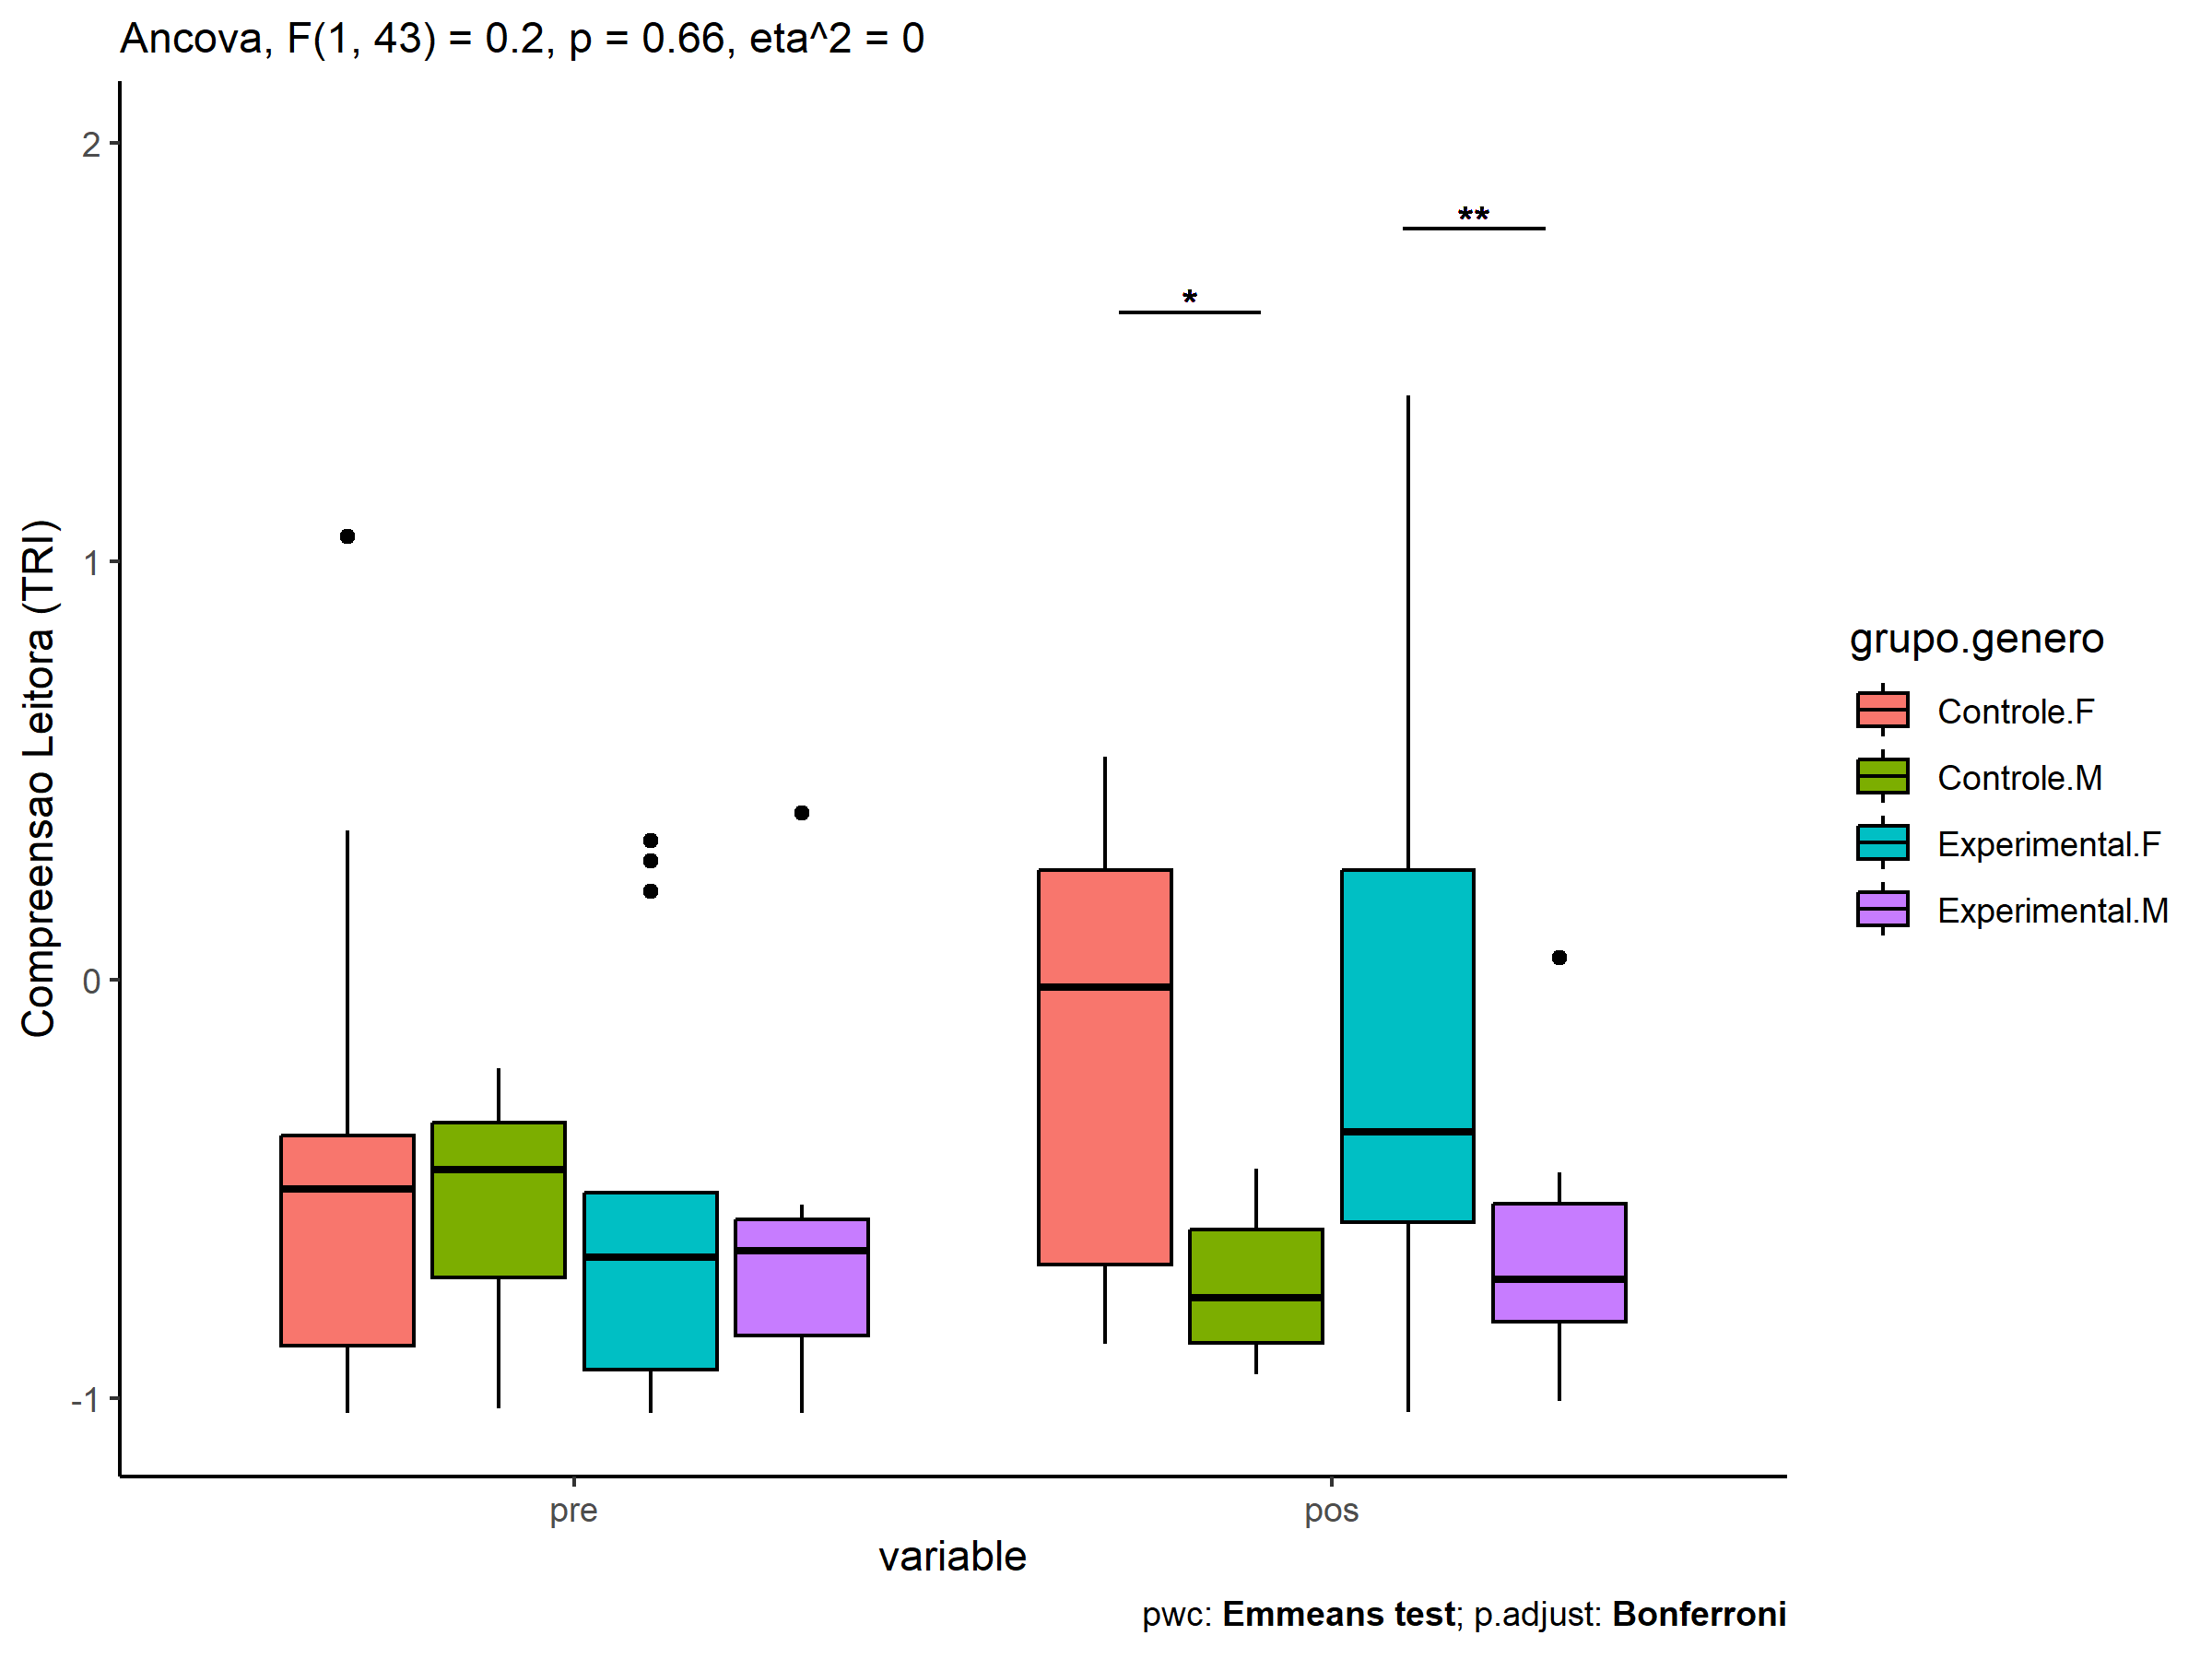 Ancova, F(1, 43) = 0.2, p = 0.66, eta^2 = 0
Compreensao Leitora (TRI)
2
1
0
-1
*
**
pre
pos
variable
grupo.genero
Controle.F
Controle.M
Experimental.F
Experimental.M
pwc: Emmeans test; p.adjust: Bonferroni